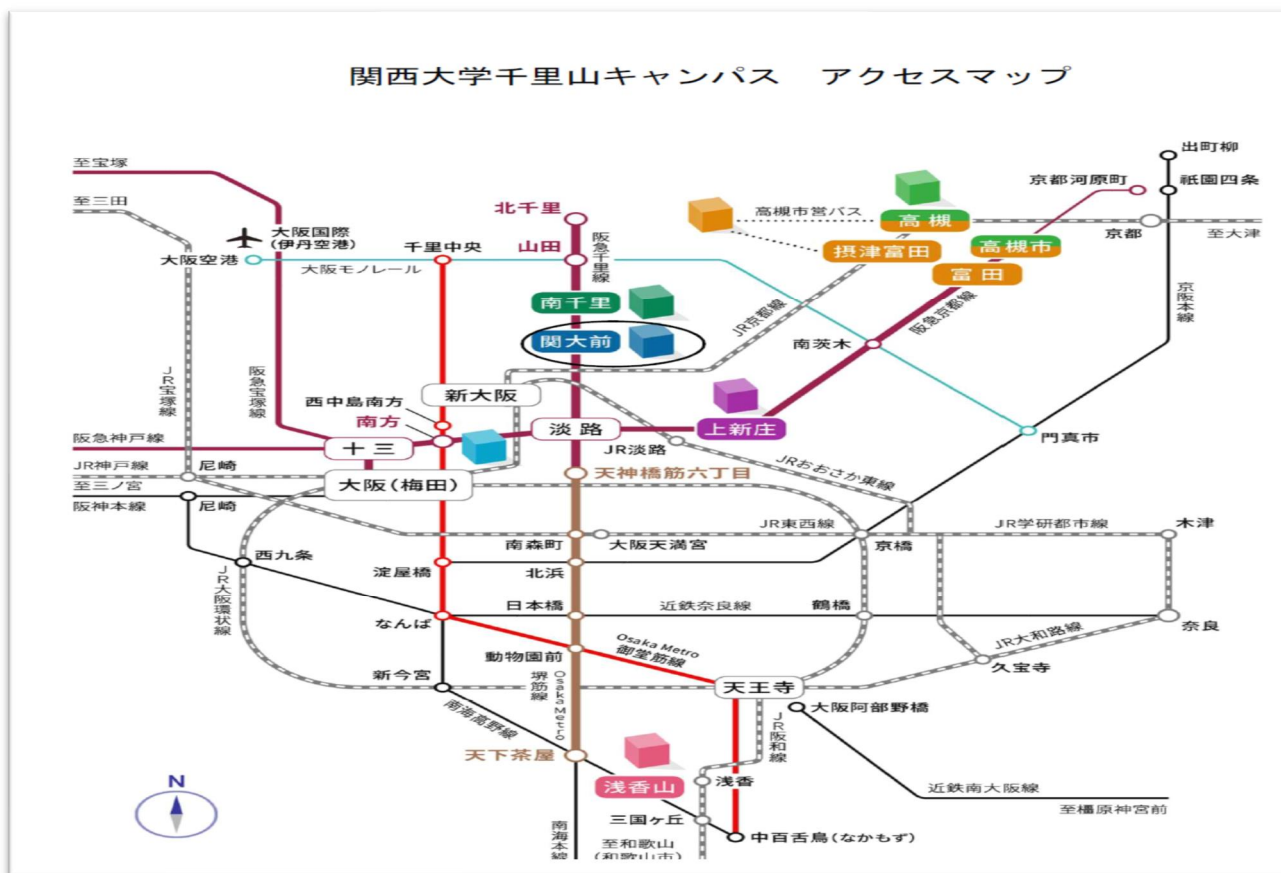 関西大学千里山キャンパス アクセスマップ
出町柳
至宝塚
京都河原町
祇園四条
至三田
北千里
高槻市営バス
高槻
京都
至大津
大阪国際
(伊丹空港)
千里中央
山田
阪急千里線
摂津富田
高槻市
大阪空港
大阪モノレール
富田
南千里
JR京都線
阪急京都線
京阪本線
関大前
南茨木
JR宝塚線
阪急宝塚線
新大阪
西中島南方
南方
淡路
上新庄
門真市
阪急神戸線
十三
JR淡路
JRおおさか東線
JR神戸線
尼崎
天神橋筋六丁目
至三ノ宮
大阪(梅田)
阪神本線
尼崎
JR東西線
JR学研都市線
木津
南森町
大阪天満宮
京橋
西九条
淀屋橋
北浜
JR大阪環状線
日本橋
近鉄奈良線
鶴橋
なんば
奈良
Osaka Metro
御堂筋線
JR大和路線
動物園前
久宝寺
新今宮
堺筋線
Osaka Metro
天王寺
大阪阿部野橋
南海高野線
JR阪和線
天下茶屋
浅香山
浅香
近鉄南大阪線
至橿原神宮前
N
三国ヶ丘
中百舌鳥(なかもず)
南海本線
至和歌山
(和歌山市)